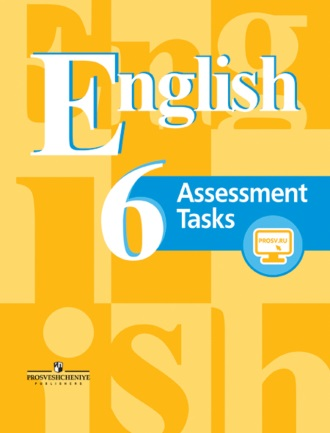 English
6
Assessment
Tasks
PROSV.RU
PROSVESHCHENIYE
PUBLISHERS